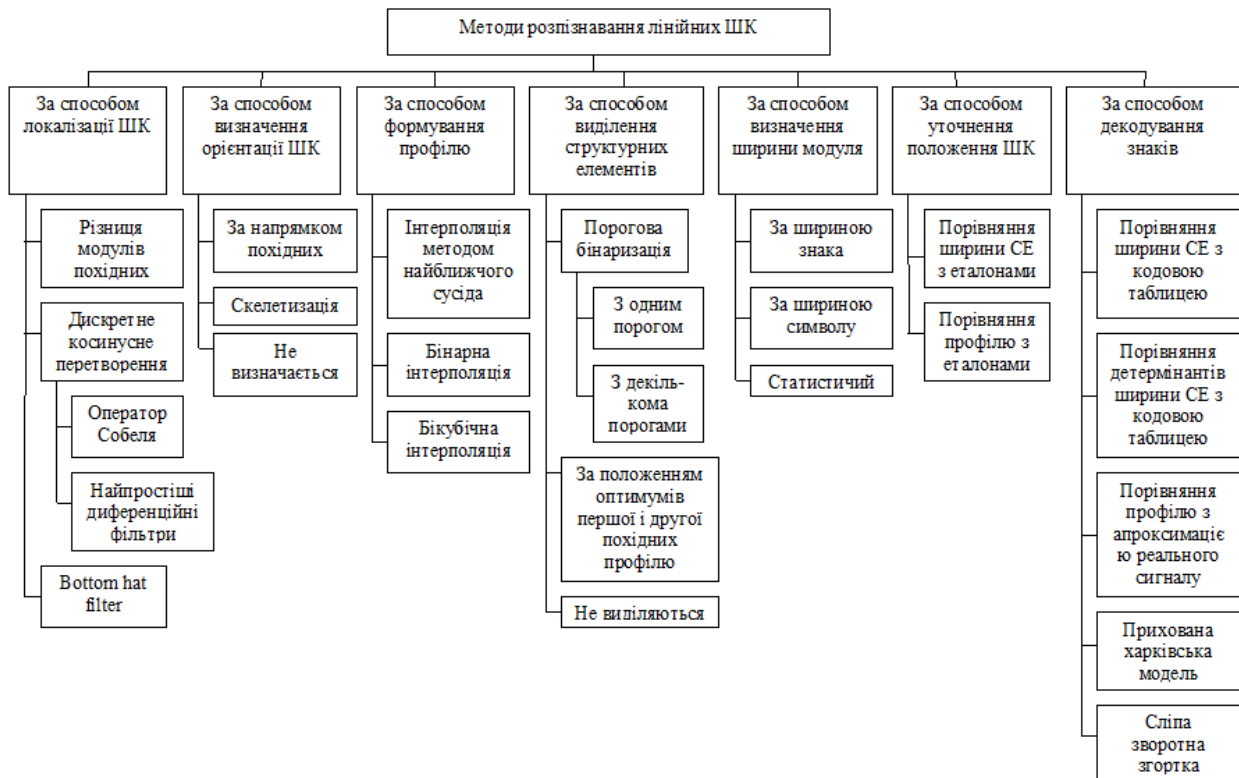 Методи розпізнавання лінійних ШК
За способом
локалізації ШК
Різниця
модулів
похідних
Дискретне
косинусне
перетворення
Оператор
Собеля
Найпростіші
диференційні
фільтри
Bottom hat
filter
За способом
визначення
орієнтації ШК
За напрямком
похідних
Скелетизація
Не
визначається
За способом
формування
профілю
Інтерполяція
методом
найближчого
сусіда
Бінарна
інтерполяція
Бікубічна
інтерполяція
За способом
виділення
структурних
елементів
Порогова
бінаризація
З одним
порогом
З декіль-
кома
порогами
За положенням
оптимумів
першої і другої
похідних
профілю
Не виділяються
За способом
визначення
ширини модуля
За шириною
знака
За шириною
символу
Статистичий
За способом
уточнення
положення ШК
Порівняння
ширини СЕ
з еталонами
Порівняння
профілю з
еталонами
За способом
декодування
знаків
Порівняння
ширини СЕ з
кодовою
таблицею
Порівняння
детермінантів
ширини СЕ з
кодовою
таблицею
Порівняння
профілю з
апроксимаціє
ю реального
сигналу
Прихована
харківська
модель
Сліпа
зворотна
згортка